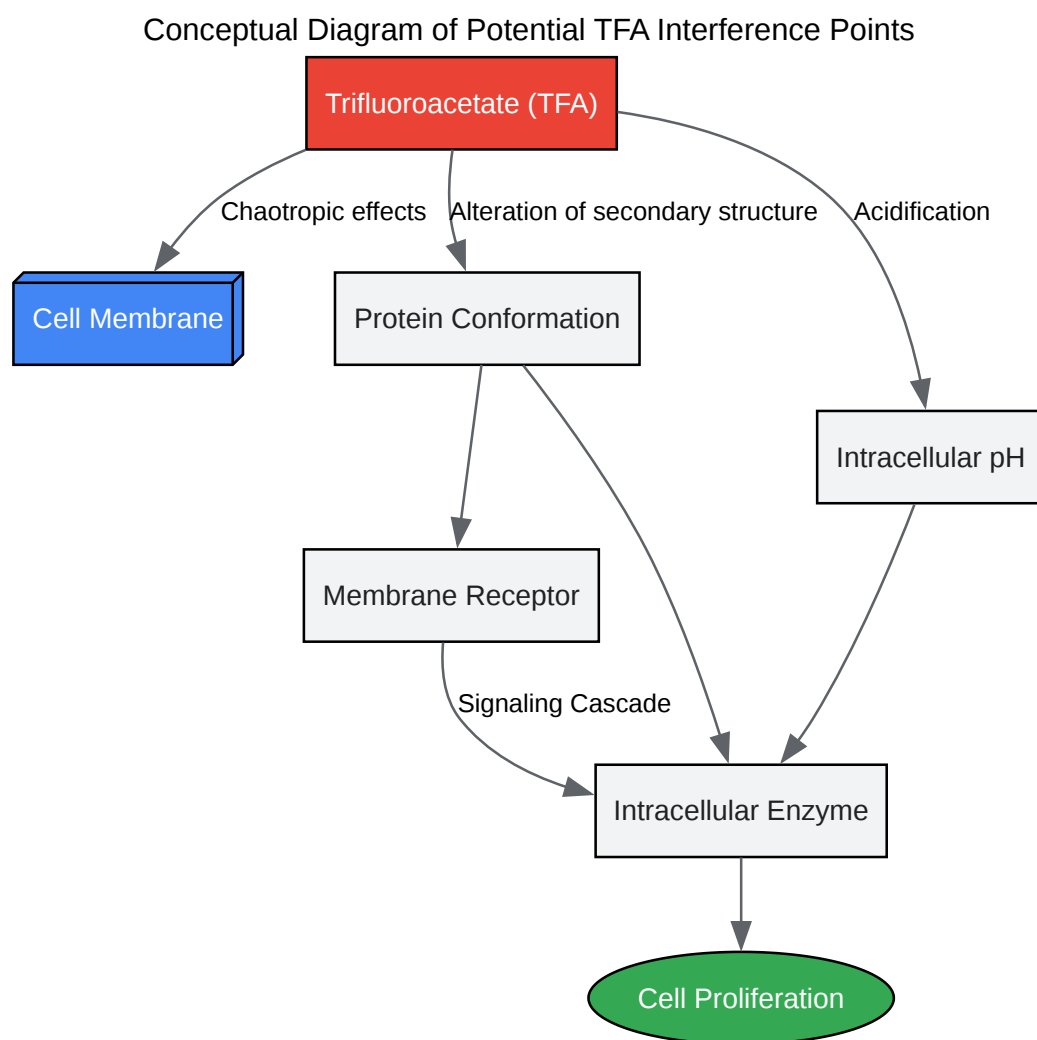 Conceptual Diagram of Potential TFA Interference Points
Trifluoroacetate (TFA)
Chaotropic effects
Alteration of secondary structure
Acidification
Cell Membrane
Protein Conformation
Intracellular pH
Membrane Receptor
Signaling Cascade
Intracellular Enzyme
Cell Proliferation